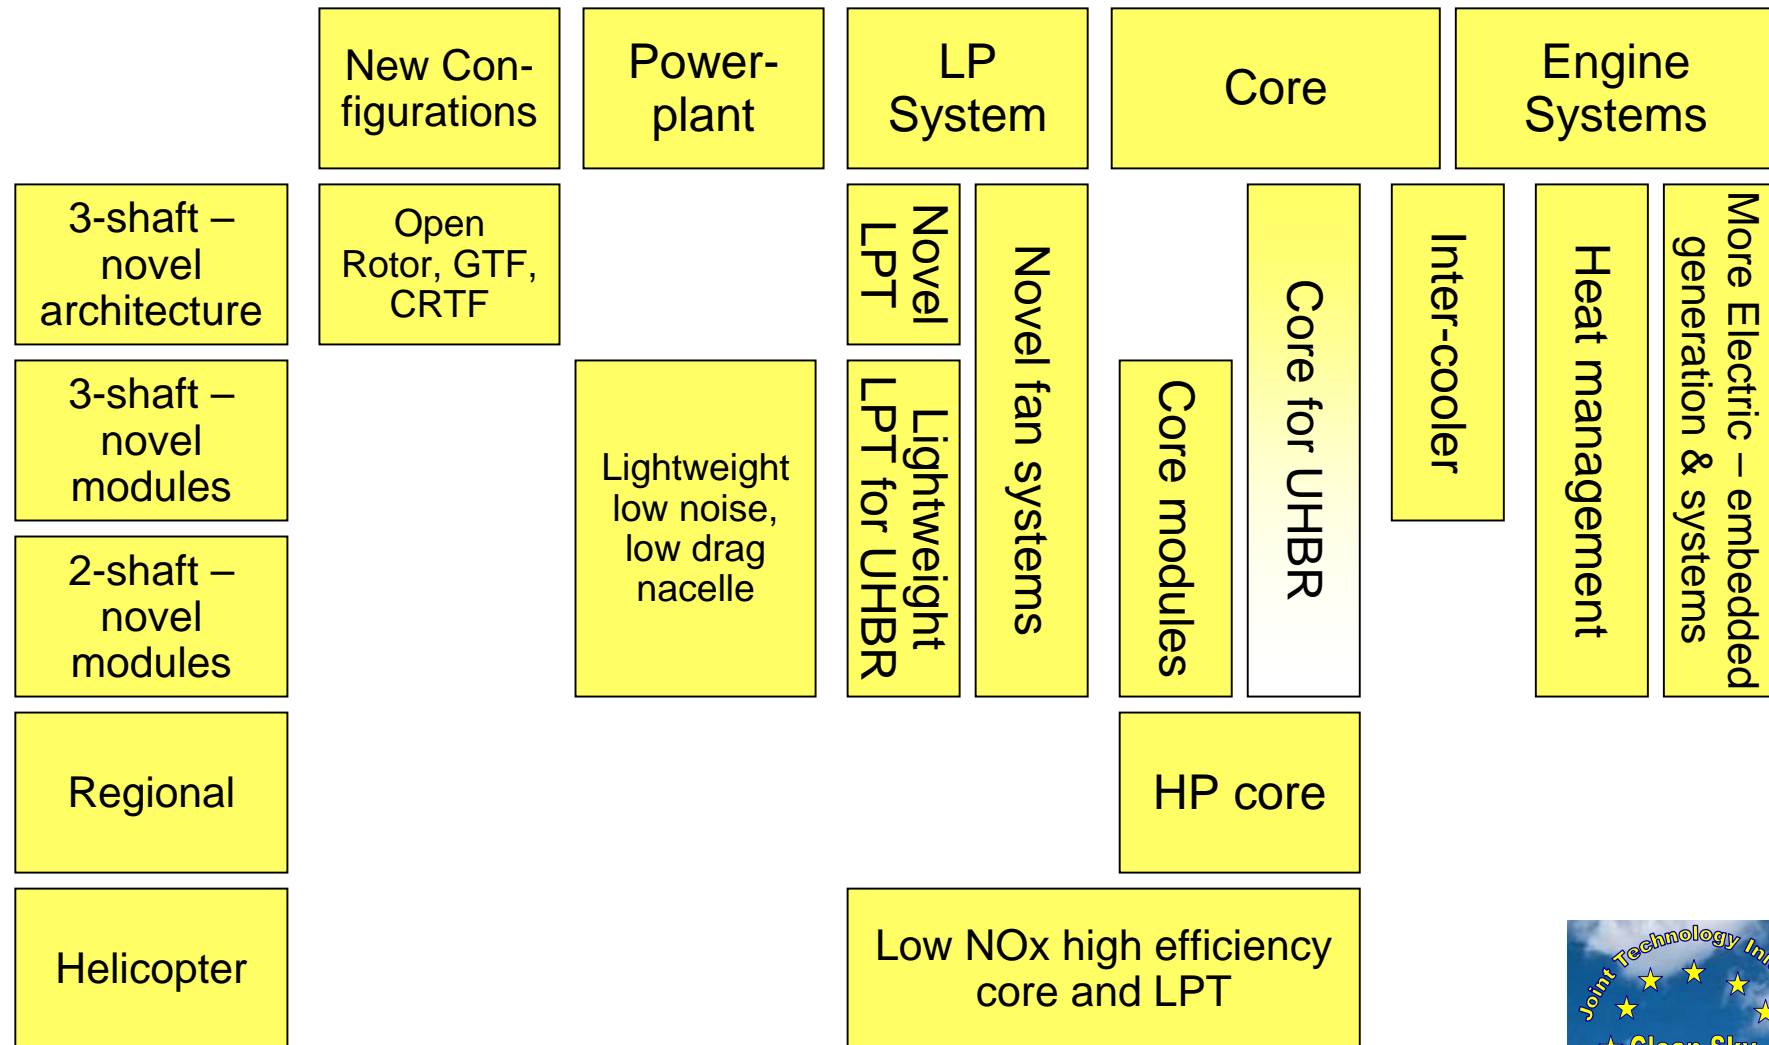 New Con-
figurations
Power-
plant
LP
System
Core
Engine
Systems
3-shaft –
novel
architecture
Open
Rotor, GTF,
CRTF
Novel
LPT
Novel fan systems
Core for UHBR
Inter-cooler
Heat management
More Electric – embedded
generation & systems
3-shaft –
novel
modules
Lightweight
low noise,
low drag
nacelle
Lightweight
LPT for UHBR
Core modules
2-shaft –
novel
modules
Regional
HP core
Helicopter
Low NOx high efficiency
core and LPT
Joint Technology
Clean Sky